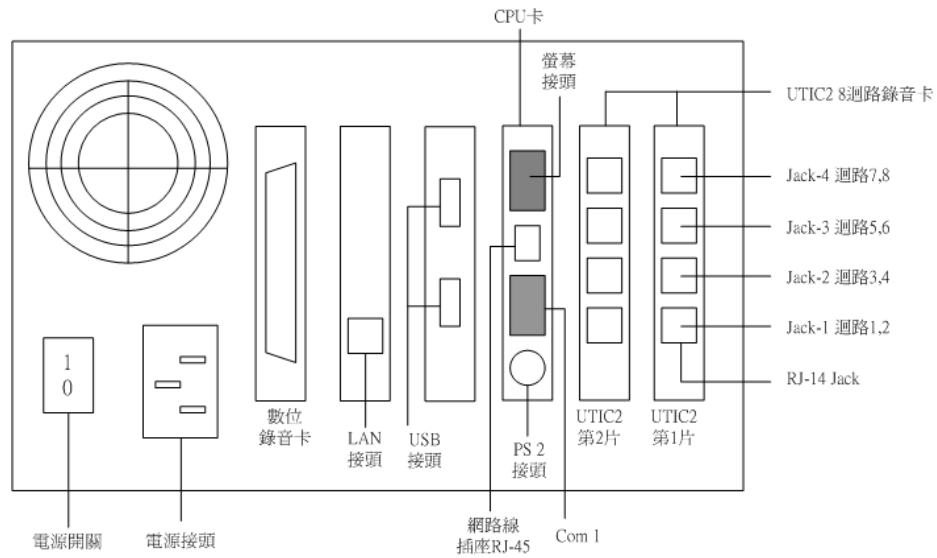 CPU卡
螢幕
接頭
UTIC2 8迴路錄音卡
Jack-4 迴路7,8
Jack-3 迴路5,6
Jack-2 迴路3,4
Jack-1 迴路1,2
RJ-14 Jack
1
0
數位
錄音卡
LAN
接頭
USB
接頭
PS 2
接頭
UTIC2
第2片
UTIC2
第1片
電源開關
電源接頭
網路線
插座RJ-45
Com 1